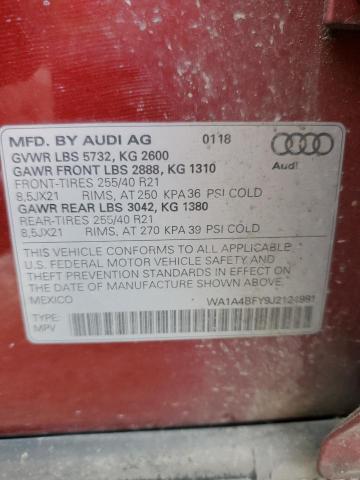 MFD. BY AUDI AG 01 18
GVWR LBS 5732, KG 2600
GAWR FRONT LBS 2888, KG 1310
FRONT-TIRES 255/40 R21
8,5JX21 RIMS, AT 250 KPA 36 PSI COLD
GAWR REAR LBS 3042, KG 1380
REAR-TIRES 255/40 R21
8,5JX21 RIMS, AT 270 KPA 39 PSI COLD
Audi
THIS VEHICLE CONFORMS TO ALL APPLICABLE
U.S. FEDERAL MOTOR VEHICLE SAFETY, AND
THEFT PREVENTION STANDARDS IN EFFECT ON
THE DATE OF MANUFACTURE SHOWN ABOVE.
MEXICO
TYPE:
MPV